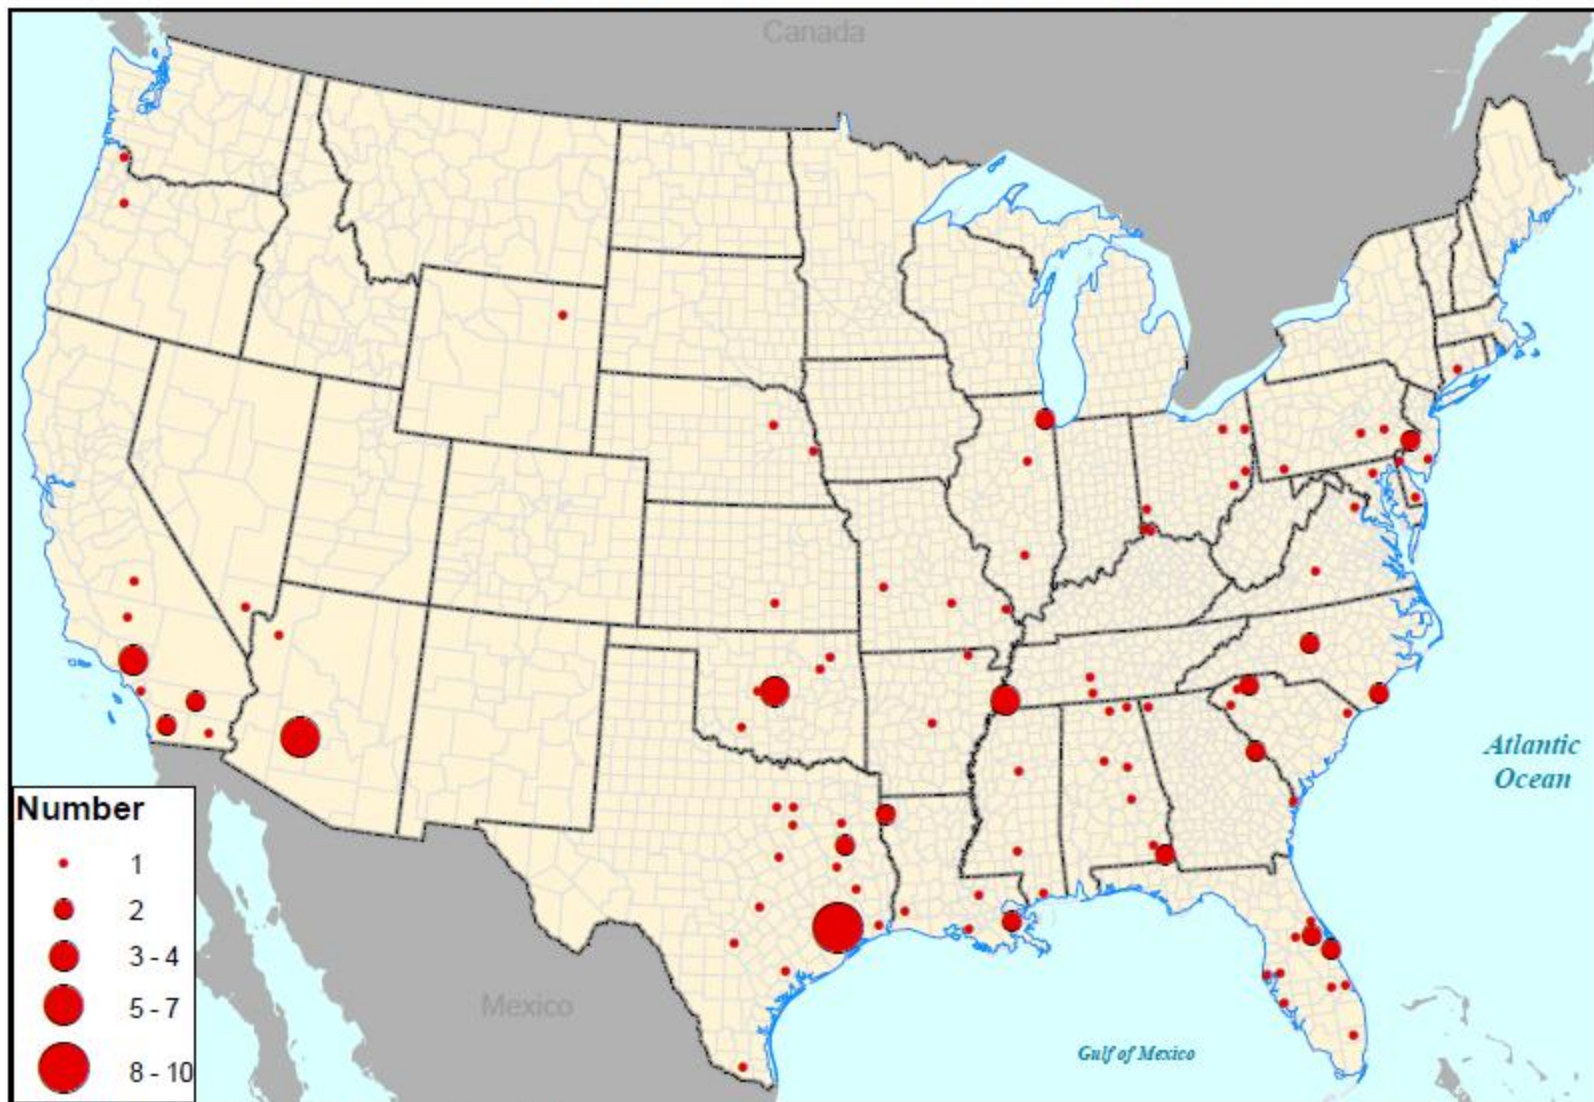 Canada
Atlantic
Ocean
Number
1
2
3 - 4
5 - 7
8 - 10
Mexico
Gulf of Mexico